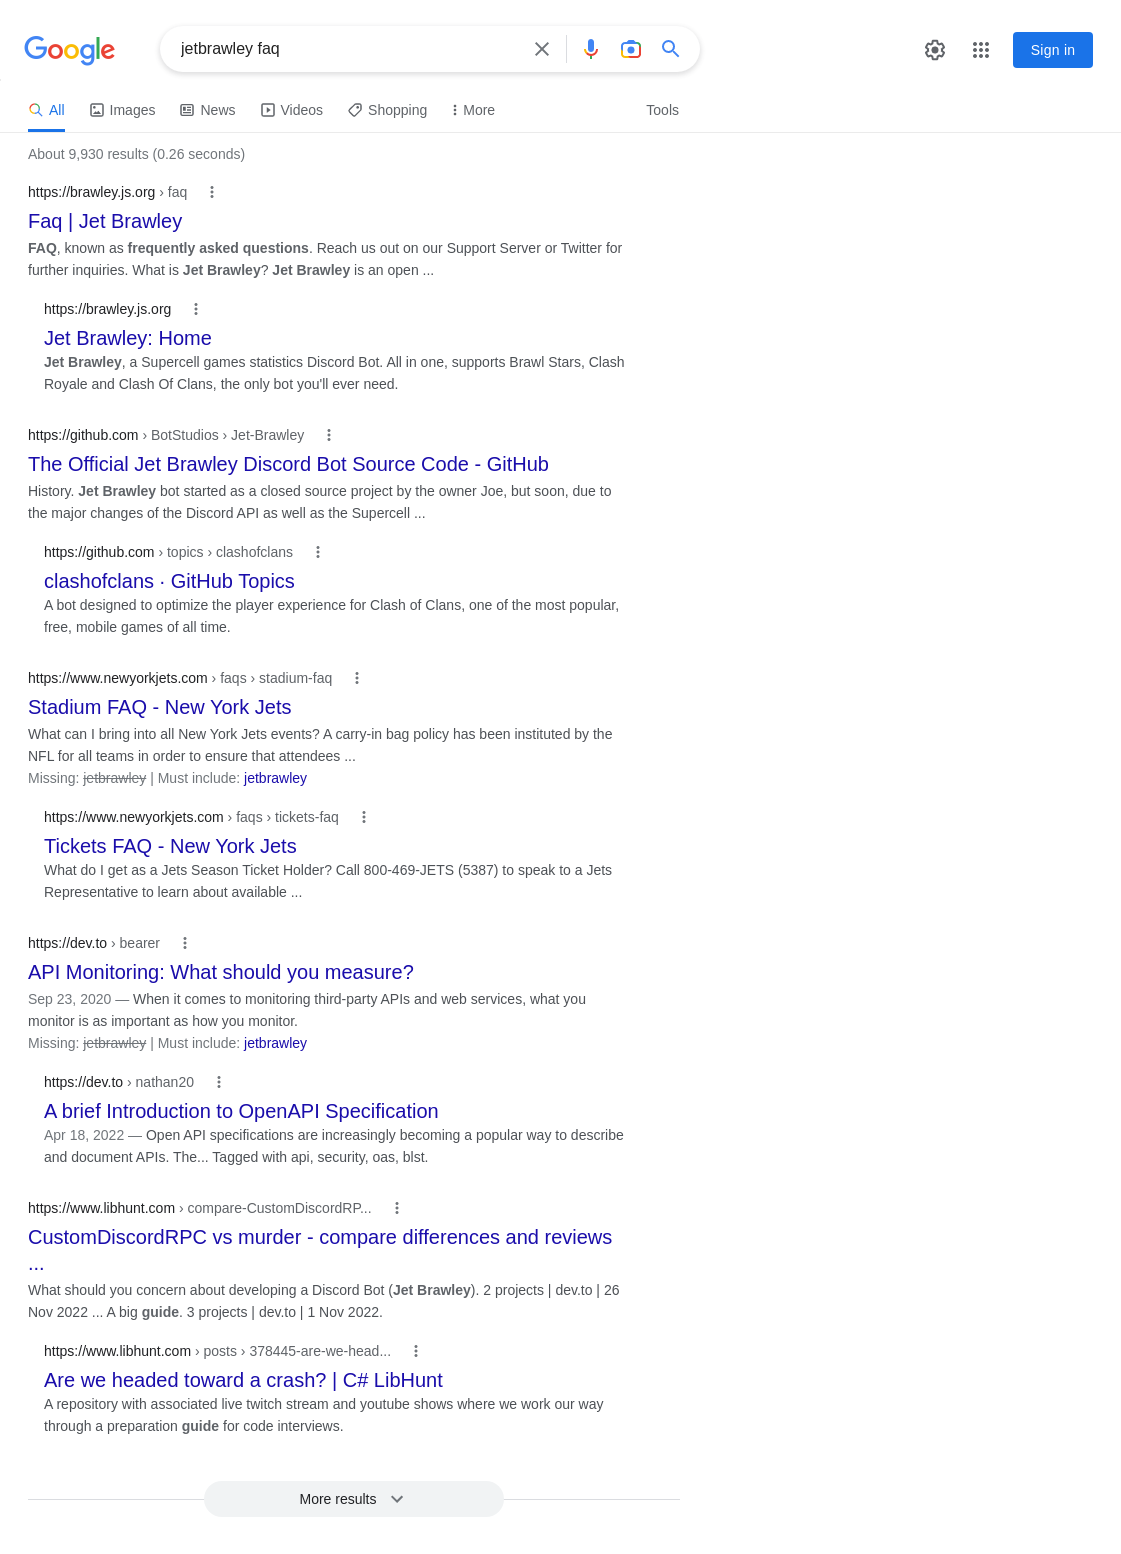 Google
jetbrawley faq
Sign in
All
Images
News
Videos
Shopping
More
Tools
About 9,930 results (0.26 seconds)
https://brawley.js.org › faq
Faq | Jet Brawley
FAQ, known as frequently asked questions. Reach us out on our Support Server or Twitter for
further inquiries. What is Jet Brawley? Jet Brawley is an open ...
https://brawley.js.org
Jet Brawley: Home
Jet Brawley, a Supercell games statistics Discord Bot. All in one, supports Brawl Stars, Clash
Royale and Clash Of Clans, the only bot you'll ever need.
https://github.com › BotStudios › Jet-Brawley
The Official Jet Brawley Discord Bot Source Code - GitHub
History. Jet Brawley bot started as a closed source project by the owner Joe, but soon, due to
the major changes of the Discord API as well as the Supercell ...
https://github.com › topics › clashofclans
clashofclans · GitHub Topics
A bot designed to optimize the player experience for Clash of Clans, one of the most popular,
free, mobile games of all time.
https://www.newyorkjets.com › faqs › stadium-faq
Stadium FAQ - New York Jets
What can I bring into all New York Jets events? A carry-in bag policy has been instituted by the
NFL for all teams in order to ensure that attendees ...
Missing: jetbrawley | Must include: jetbrawley
https://www.newyorkjets.com › faqs › tickets-faq
Tickets FAQ - New York Jets
What do I get as a Jets Season Ticket Holder? Call 800-469-JETS (5387) to speak to a Jets
Representative to learn about available ...
https://dev.to › bearer
API Monitoring: What should you measure?
Sep 23, 2020 — When it comes to monitoring third-party APIs and web services, what you
monitor is as important as how you monitor.
Missing: jetbrawley | Must include: jetbrawley
https://dev.to › nathan20
A brief Introduction to OpenAPI Specification
Apr 18, 2022 — Open API specifications are increasingly becoming a popular way to describe
and document APIs. The... Tagged with api, security, oas, blst.
https://www.libhunt.com › compare-CustomDiscordRP...
CustomDiscordRPC vs murder - compare differences and reviews
...
What should you concern about developing a Discord Bot (Jet Brawley). 2 projects | dev.to | 26
Nov 2022 ... A big guide. 3 projects | dev.to | 1 Nov 2022.
https://www.libhunt.com › posts › 378445-are-we-head...
Are we headed toward a crash? | C# LibHunt
A repository with associated live twitch stream and youtube shows where we work our way
through a preparation guide for code interviews.
More results